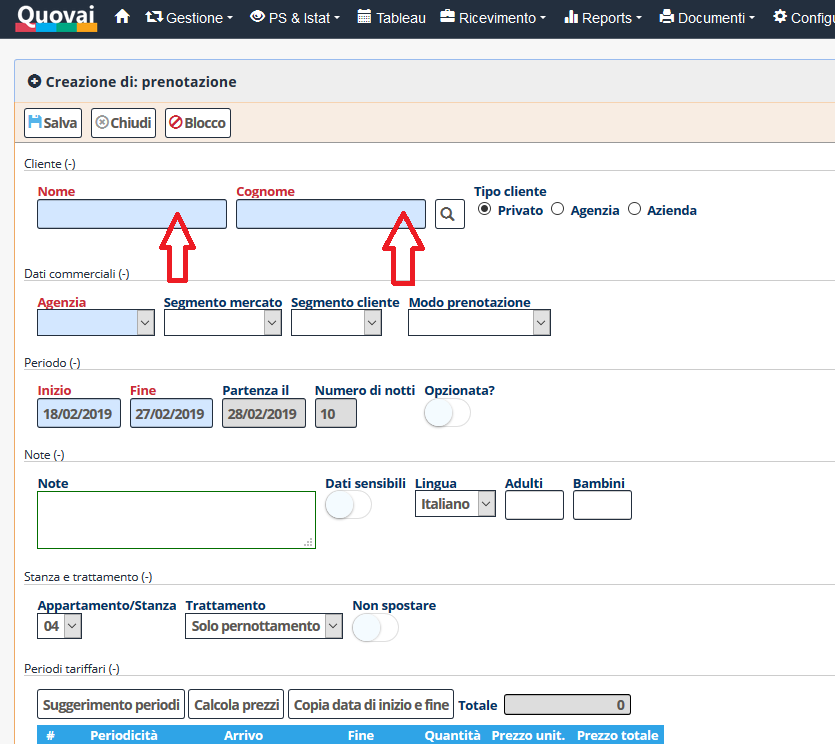 Quovai Gestione PS & Istat Tableau Ricevimento Reports Documenti
Creazione di: prenotazione
Salva Chiudi Blocco
Cliente (-)
Nome Cognome Tipo cliente
Privato Agenzia Azienda
Dati commerciali (-)
Agenzia Segmento mercato Segmento cliente Modo prenotazione
Periodo (-)
Inizio Fine Partenza il Numero di notti Opzionata?
18/02/2019 27/02/2019 28/02/2019 10
Note (-)
Note Dati sensibili Lingua Adulti Bambini
Italiano
Stanza e trattamento (-)
Appartamento/Stanza Trattamento Non spostare
04 Solo pernottamento
Periodi tariffari (-)
Suggerimento periodi Calcola prezzi Copia data di inizio e fine Totale 0
# Periodicità Arrivo Fine Quantità Prezzo unit. Prezzo totale